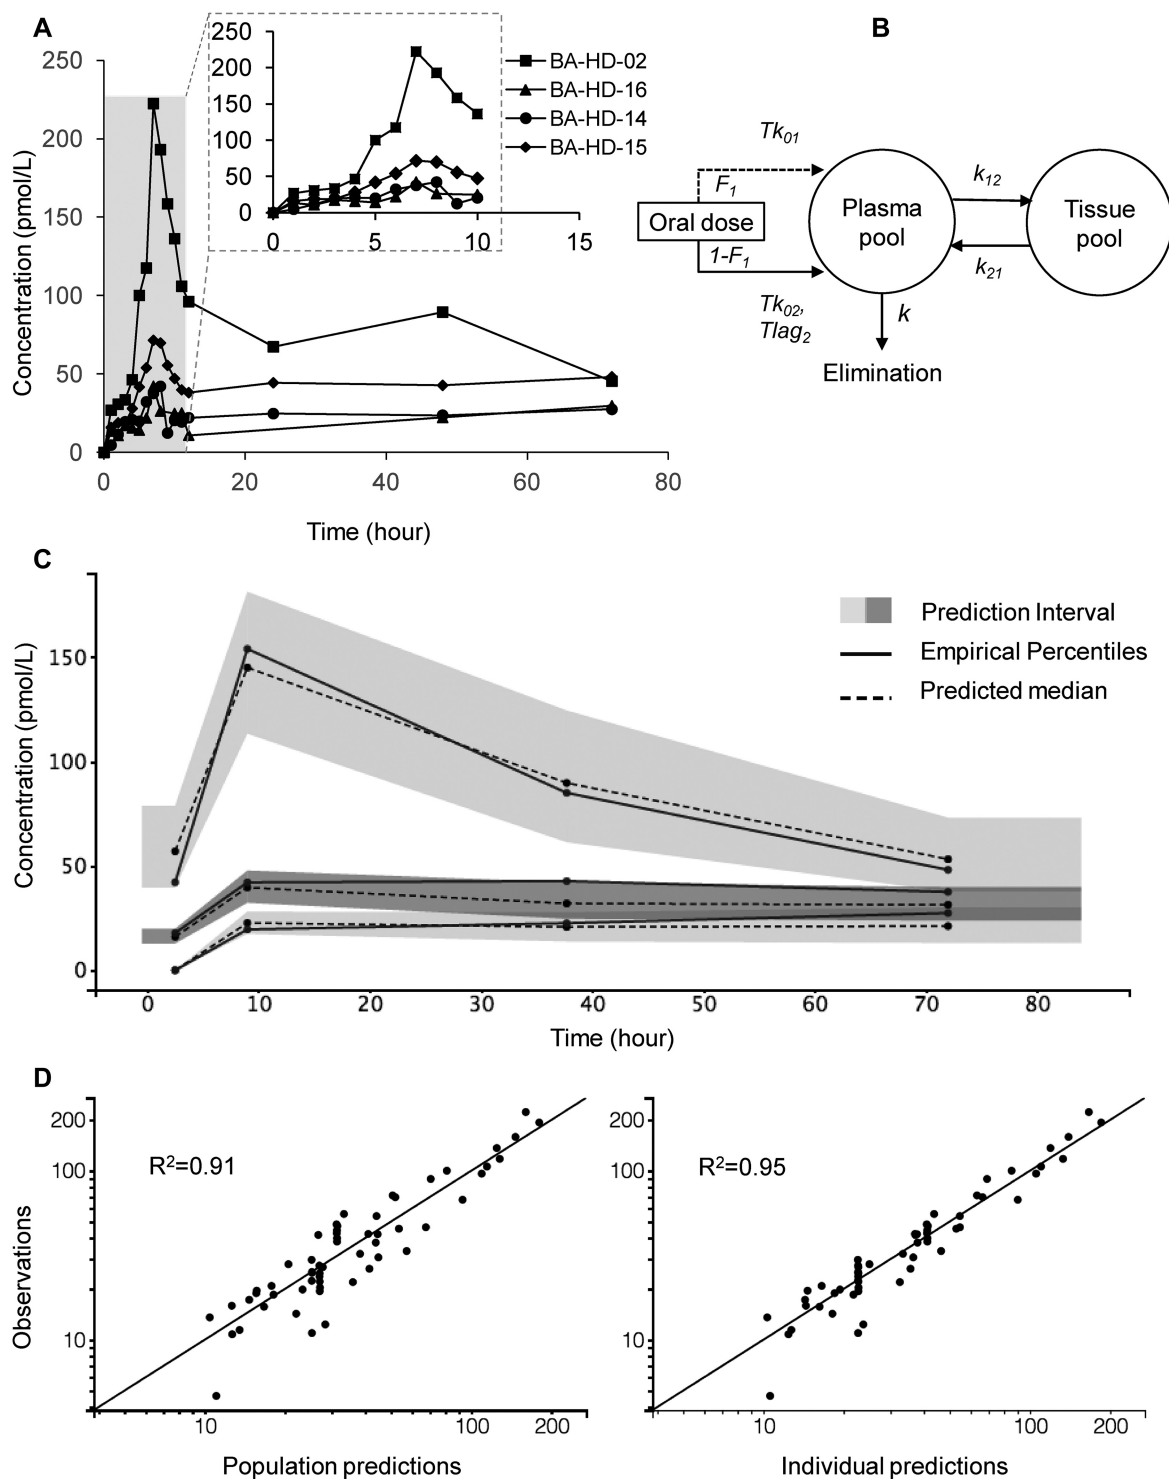 A
B
250
200
150
100
50
0
0
20
40
60
80
Concentration (pmol/L)
Time (hour)
250
200
150
100
50
0
0
5
10
15
BA-HD-02
BA-HD-16
BA-HD-14
BA-HD-15
Tk01
F1
Oral dose
1-F1
Tk02,
Tlag2
Plasma
pool
k12
k21
Tissue
pool
k
Elimination
C
150
100
50
0
0
10
20
30
40
50
60
70
80
Concentration (pmol/L)
Time (hour)
Prediction Interval
Empirical Percentiles
Predicted median
D
Observations
200
100
10
R2=0.91
10
100
200
Population predictions
200
100
10
R2=0.95
10
100
200
Individual predictions